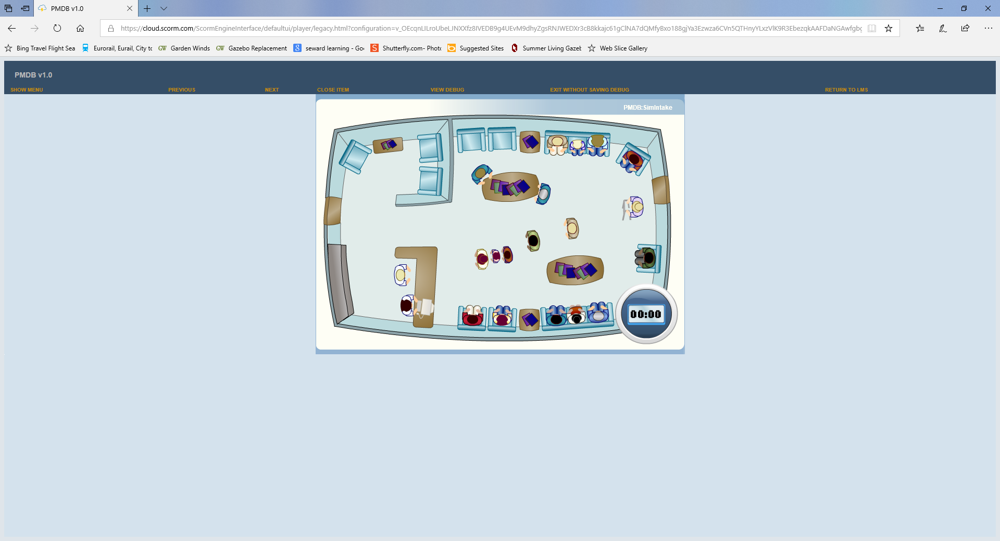 PMDB v1.0
https://cloud.scorm.com/ScormEngineInterface/defaultui/player/legacy.html?configuration=v_
Bing Travel Flight Sea Eurorail, Eurail, City to Garden Winds Gazebo Replacement seward learning - Goo Shutterfly.com- Photo Suggested Sites Summer Living Gazeb Web Slice Gallery
PMDB v1.0
SHOW MENU PREVIOUS NEXT CLOSE ITEM VIEW DEBUG EXIT WITHOUT SAVING DEBUG RETURN TO LMS
PMDB:SimIntake
00:00